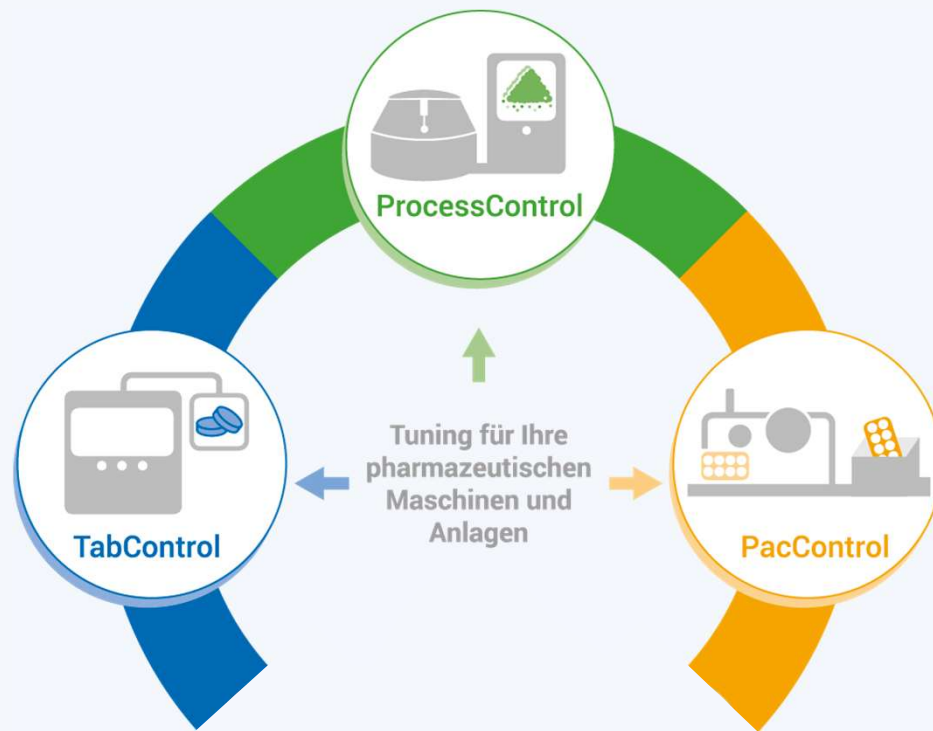 ProcessControl
Tuning für Ihre
pharmazeutischen
Maschinen und
Anlagen
TabControl
PacControl